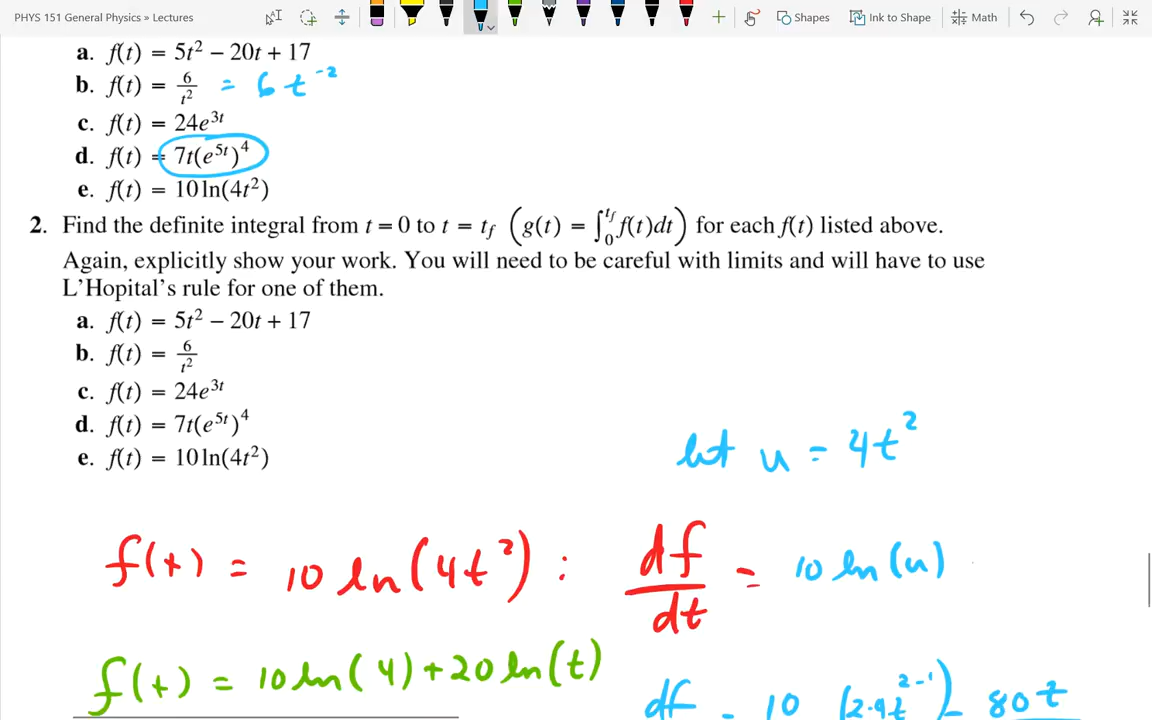 PHYS 151 General Physics » Lectures Shapes Ink to Shape Math
a. f(t) = 5t² – 20t + 17
b. f(t) = 6/t² = 6t⁻²
c. f(t) = 24e³ᵗ
d. f(t) = 7t(e⁵ᵗ)⁴
e. f(t) = 10ln(4t²)
2. Find the definite integral from t = 0 to t = t_f (g(t) = ∫₀^{t_f} f(t)dt) for each f(t) listed above.
Again, explicitly show your work. You will need to be careful with limits and will have to use
L’Hopital’s rule for one of them.
a. f(t) = 5t² – 20t + 17
b. f(t) = 6/t²
c. f(t) = 24e³ᵗ
d. f(t) = 7t(e⁵ᵗ)⁴
e. f(t) = 10ln(4t²)
let u = 4t²
f(t) = 10 ln(4t²) : df/dt = 10 ln(u)
f(t) = 10 ln(4) + 20 ln(t)
df = 10 80t